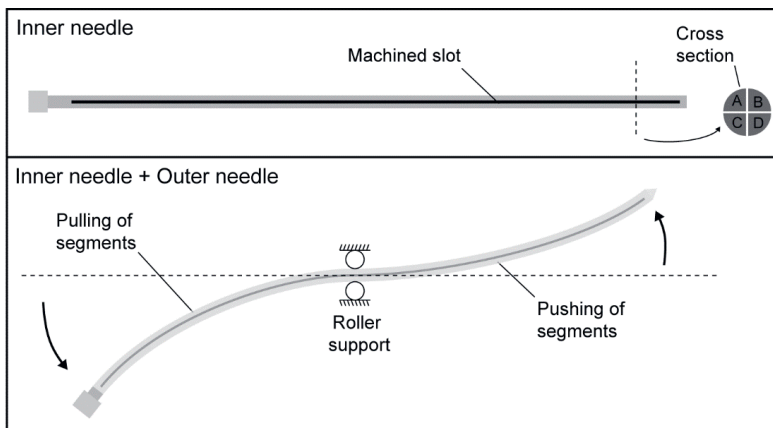 Inner needle
Machined slot
Cross
section
A B
C D
Inner needle + Outer needle
Pulling of
segments
Roller
support
Pushing of
segments